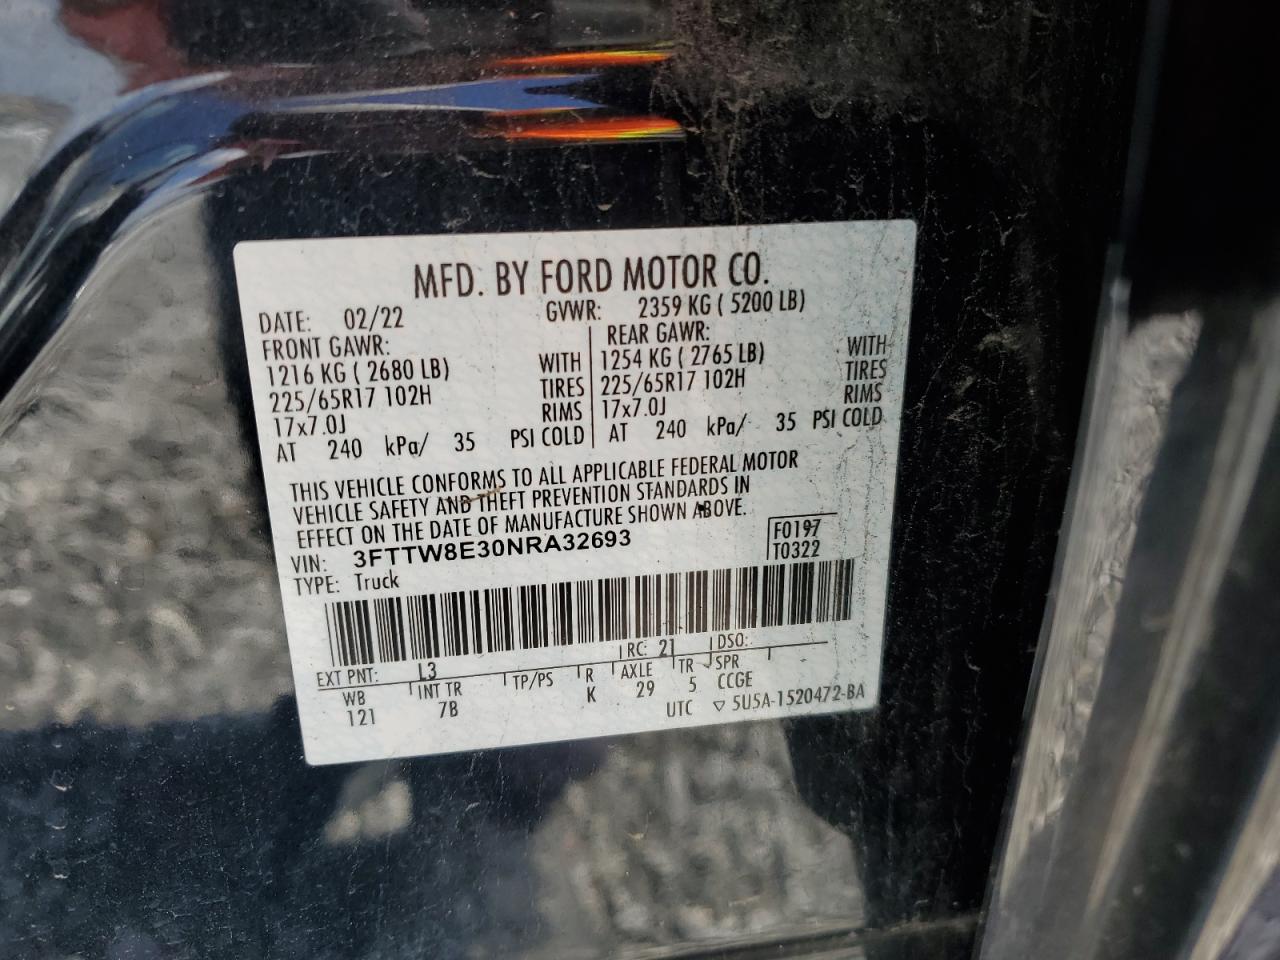 MFD. BY FORD MOTOR CO.
DATE: 02/22 GVWR: 2359 KG ( 5200 LB)
FRONT GAWR: REAR GAWR:
1216 KG ( 2680 LB) WITH 1254 KG ( 2765 LB) WITH
225/65R17 102H TIRES 225/65R17 102H TIRES
17x7.0J RIMS 17x7.0J RIMS
AT 240 kPa/ 35 PSI COLD AT 240 kPa/ 35 PSI COLD
THIS VEHICLE CONFORMS TO ALL APPLICABLE FEDERAL MOTOR
VEHICLE SAFETY AND THEFT PREVENTION STANDARDS IN
EFFECT ON THE DATE OF MANUFACTURE SHOWN ABOVE.
VIN: 3FTTW8E30NRA32693 F0197
TYPE: Truck T0322
EXT PNT: L3 RC: 21 DSO:
WB INT TR TP/PS R AXLE TR SPR
121 7B K 29 5 CCGE
UTC ▽ 5U5A-1520472-BA